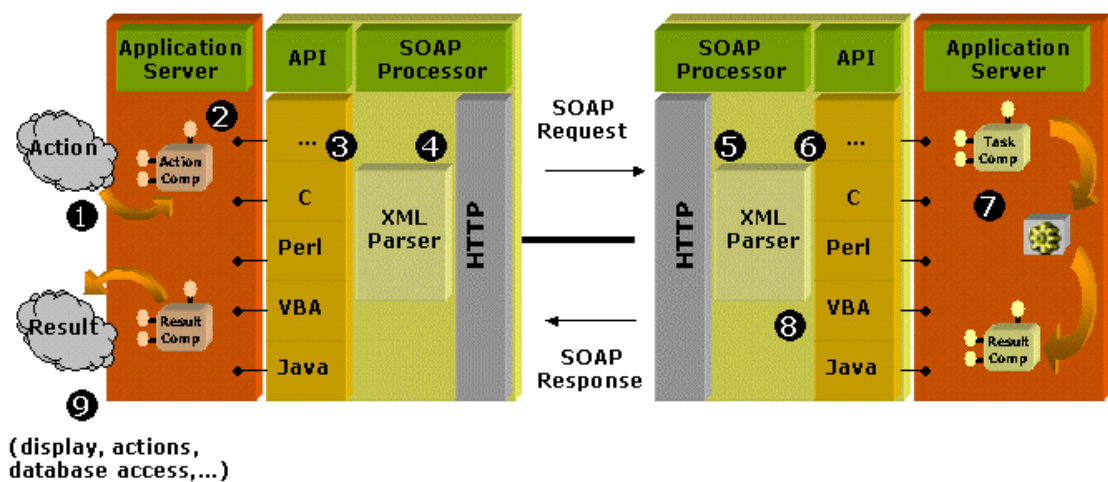 Application
Server
API
SOAP
Processor
SOAP
Processor
API
Application
Server
Action
2
Action
Comp
1
...
3
4
C
XML
Parser
Perl
HTTP
VBA
Java
Result
Result
Comp
9
(display, actions,
database access,...)
SOAP
Request
SOAP
Response
HTTP
5
XML
Parser
6
...
C
Perl
VBA
8
Java
Task
Comp
7
Result
Comp